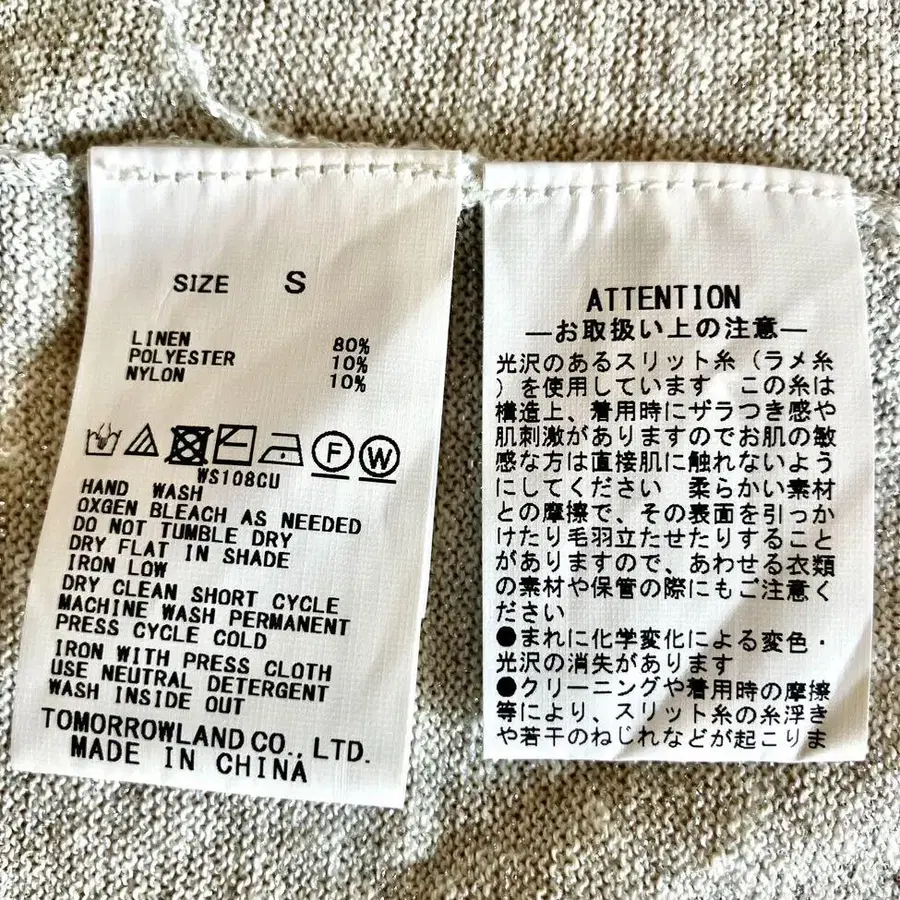 SIZE S
LINEN 80%
POLYESTER 10%
NYLON 10%
F W
WS108CU
HAND WASH
OXGEN BLEACH AS NEEDED
DO NOT TUMBLE DRY
DRY FLAT IN SHADE
IRON LOW
DRY CLEAN SHORT CYCLE
MACHINE WASH PERMANENT
PRESS CYCLE COLD
IRON WITH PRESS CLOTH
USE NEUTRAL DETERGENT
WASH INSIDE OUT
TOMORROWLAND CO., LTD.
MADE IN CHINA
ATTENTION
―お取扱い上の注意―
光沢のあるスリット糸(ラメ糸
)を使用しています この糸は
構造上、着用時にザラつき感や
肌刺激がありますのでお肌の敏
感な方は直接肌に触れないよう
にしてください 柔らかい素材
との摩擦で、その表面を引っか
けたり毛羽立たせたりすること
がありますので、あわせる衣類
の素材や保管の際にもご注意く
ださい
●まれに化学変化による変色・
光沢の消失があります
●クリーニングや着用時の摩擦
等により、スリット糸の糸浮き
や若干のねじれなどが起こりま